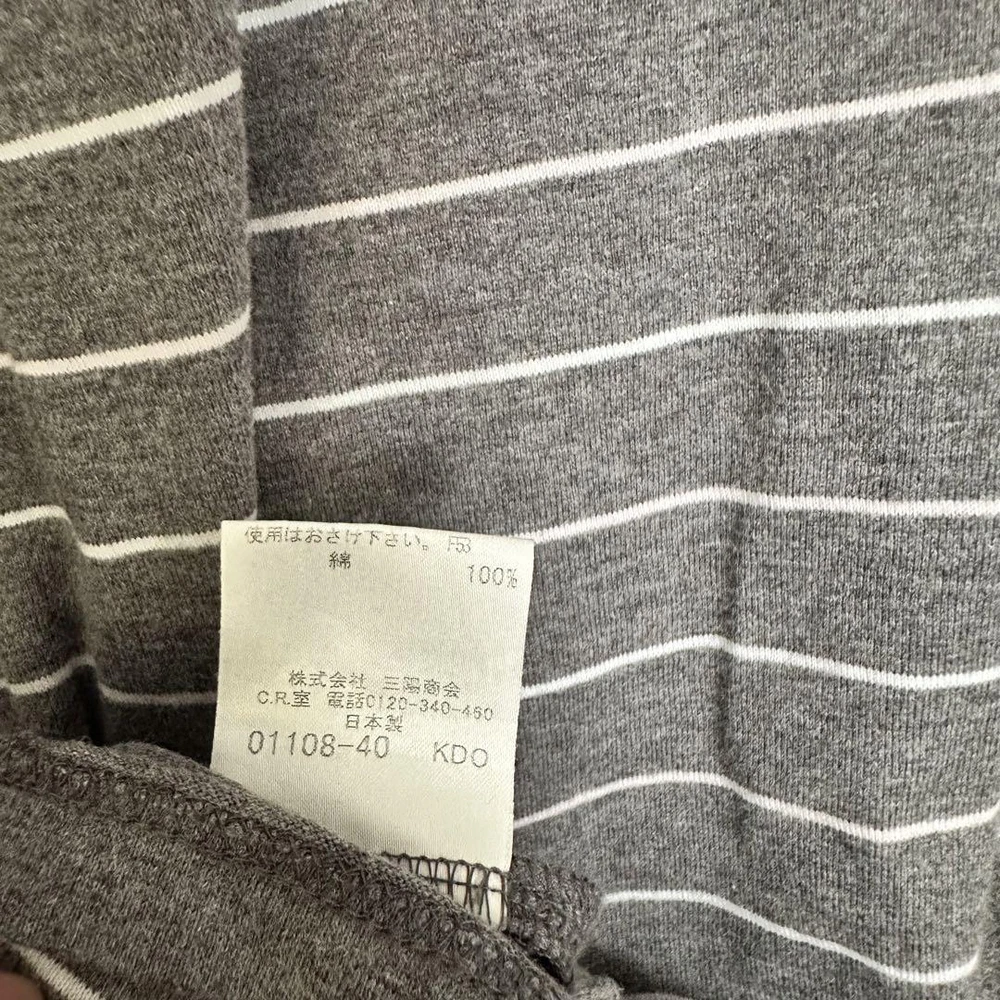 使用はおさけ下さい。 F53
綿
100%
株式会社 三陽商会
C.R.室 電話0120-340-460
日本製
01108-40 KDO